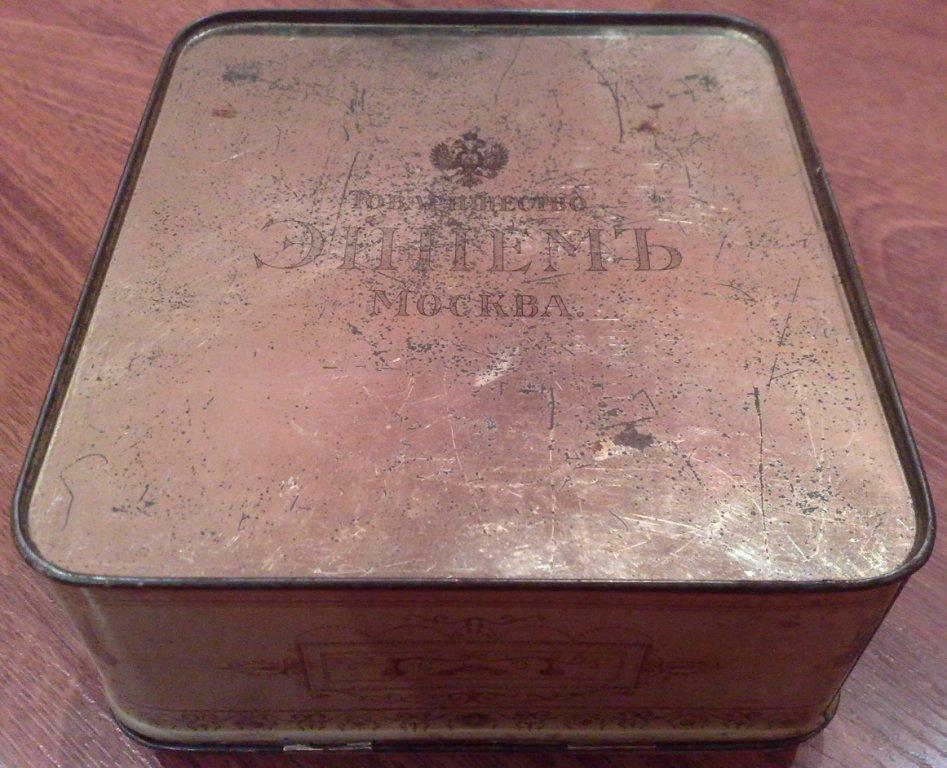 Товарищество
Эйнемъ
Москва.